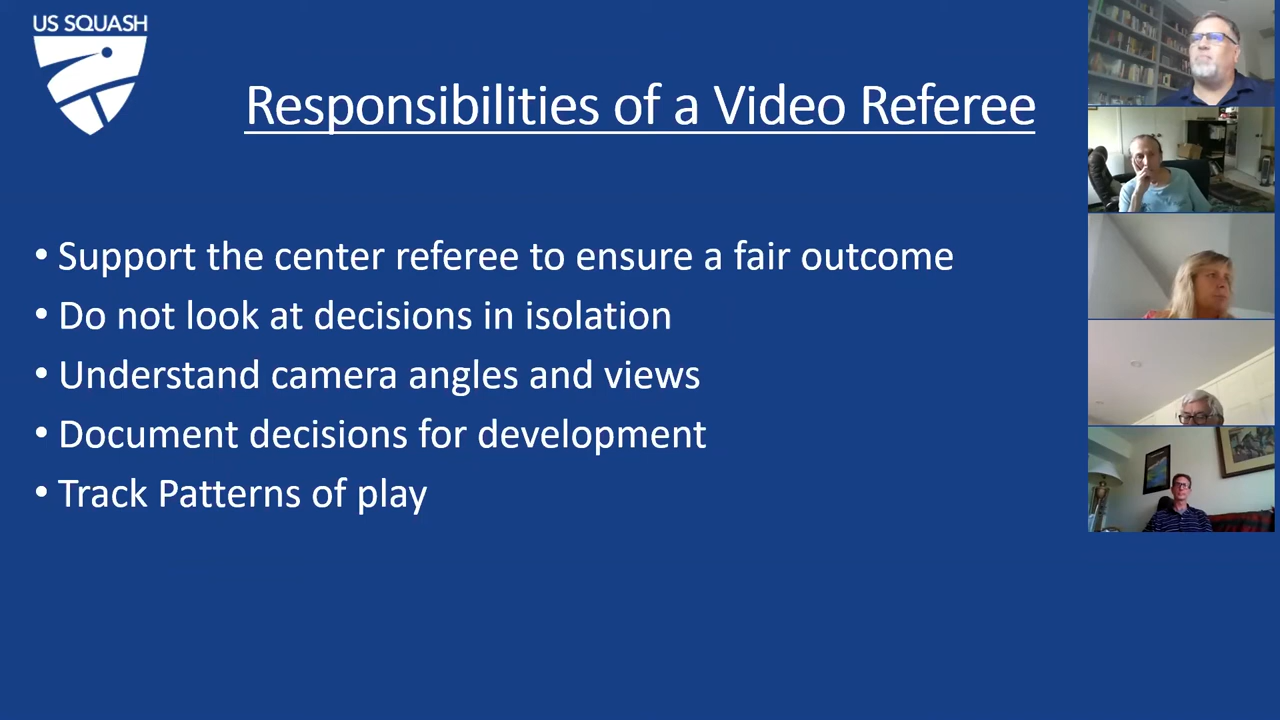 US SQUASH
Responsibilities of a Video Referee
• Support the center referee to ensure a fair outcome
• Do not look at decisions in isolation
• Understand camera angles and views
• Document decisions for development
• Track Patterns of play